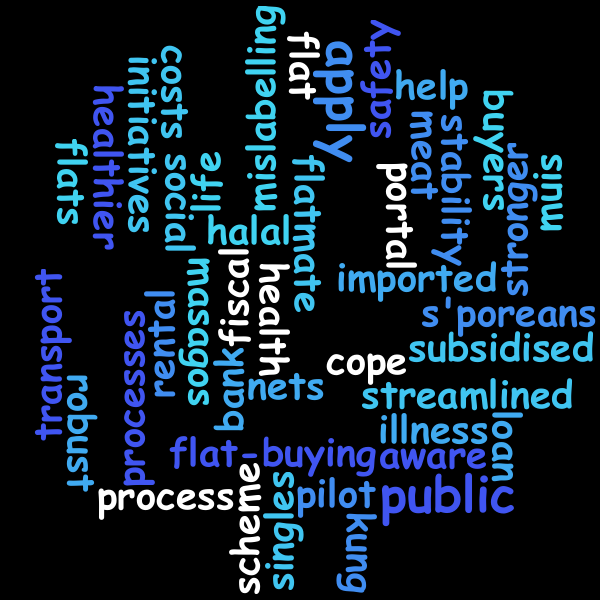 mislabelling
flat
apply
safety
costs
initiatives
healthier
flats
social
life
help
meat
stability
buyers
stronger
muis
portal
flatmate
halal
fiscal
health
masagos
imported
s'poreans
transport
robust
processes
rental
bank
nets
cope
subsidised
streamlined
illness
loan
flat-buying
aware
process
scheme
singles
pilot
public
kung